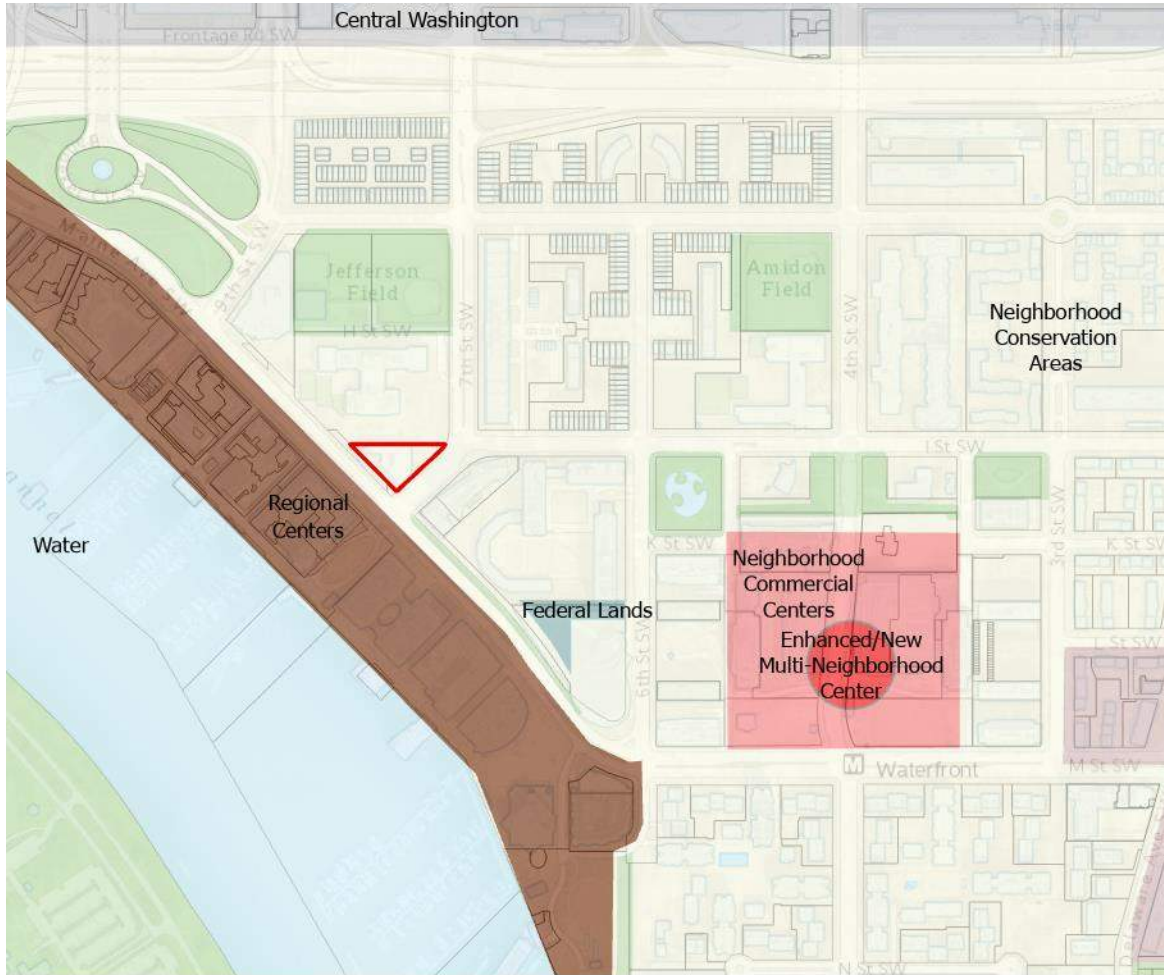 Central Washington
Frontage Rd SW
Maine Ave SW
9th St SW
Jefferson
Field
H St SW
7th St SW
Amidon
Field
4th St SW
Neighborhood
Conservation
Areas
I St SW
Regional
Centers
Water
K St SW
Neighborhood
Commercial
Centers
3rd St SW
K St SW
Federal Lands
6th St SW
Enhanced/New
Multi-Neighborhood
Center
L St SW
M Waterfront
M St SW
Delaware Ave
N St SW